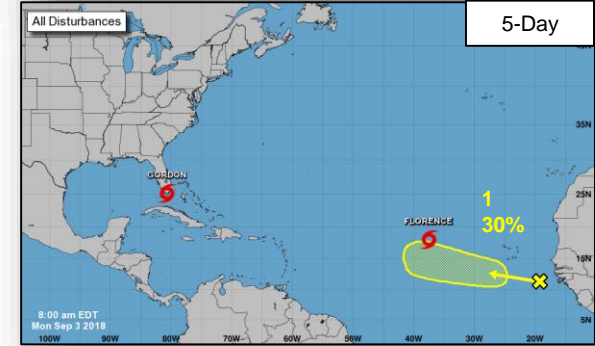 All Disturbances
5-Day
35N
GORDON
25N
1
30%
FLORENCE
15N
8:00 am EDT
Mon Sep 3 2018
5N
100W 90W 80W 70W 60W 50W 40W 30W 20W